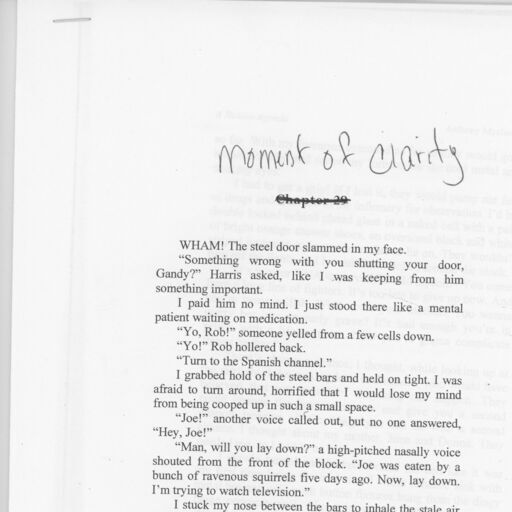 Moment of Clarity
Chapter 29
WHAM! The steel door slammed in my face.
"Something wrong with you shutting your door,
Gandy?" Harris asked, like I was keeping from him
something important.
I paid him no mind. I just stood there like a mental
patient waiting on medication.
"Yo, Rob!" someone yelled from a few cells down.
"Yo!" Rob hollered back.
"Turn to the Spanish channel."
I grabbed hold of the steel bars and held on tight. I was
afraid to turn around, horrified that I would lose my mind
from being cooped up in such a small space.
"Joe!" another voice called out, but no one answered,
"Hey, Joe!"
"Man, will you lay down?" a high-pitched nasally voice
shouted from the front of the block. "Joe was eaten by a
bunch of ravenous squirrels five days ago. Now, lay down.
I'm trying to watch television."
I stuck my nose between the bars to inhale the stale air